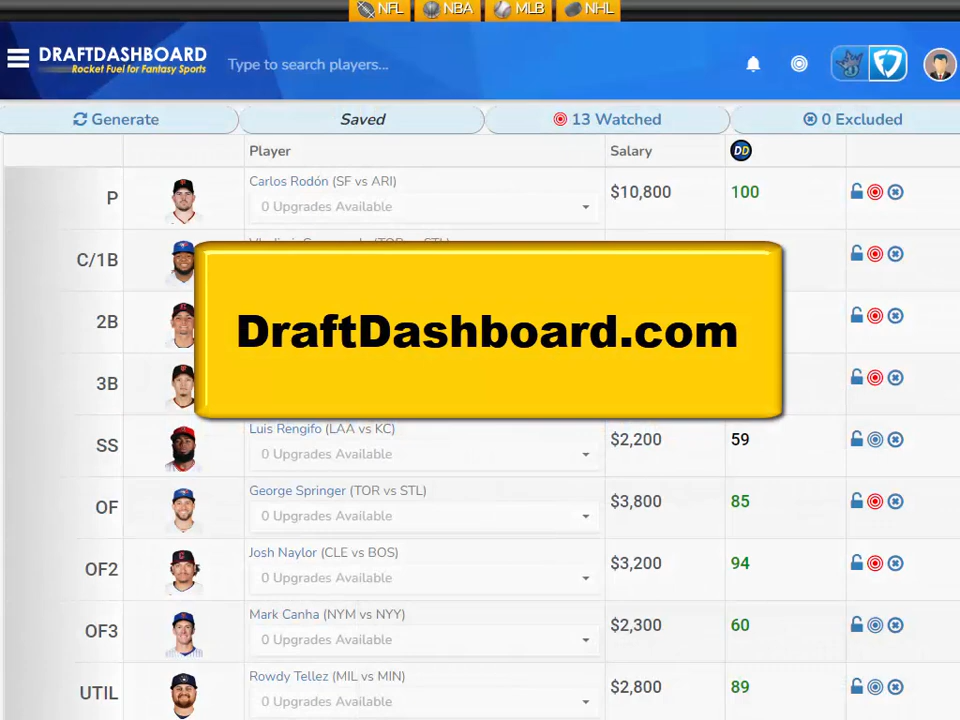 NFL NBA MLB NHL
DRAFTDASHBOARD
Rocket Fuel for Fantasy Sports
Type to search players...
Generate Saved 13 Watched 0 Excluded
Player Salary DD
P Carlos Rodón (SF vs ARI) $10,800 100
0 Upgrades Available
C/1B
2B
DraftDashboard.com
3B
SS Luis Rengifo (LAA vs KC) $2,200 59
0 Upgrades Available
OF George Springer (TOR vs STL) $3,800 85
0 Upgrades Available
OF2 Josh Naylor (CLE vs BOS) $3,200 94
0 Upgrades Available
OF3 Mark Canha (NYM vs NYY) $2,300 60
0 Upgrades Available
UTIL Rowdy Tellez (MIL vs MIN) $2,800 89
0 Upgrades Available